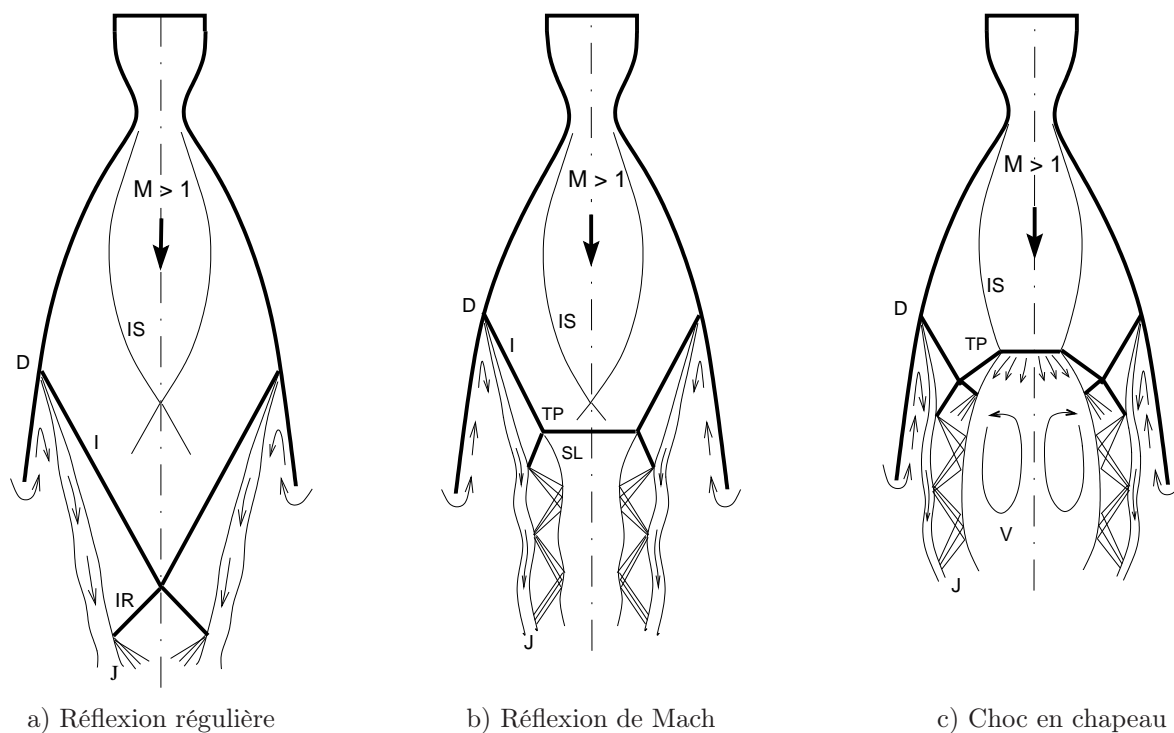 M > 1
IS
D
I
IR
J
a) Réflexion régulière
M > 1
D
IS
I
TP
SL
J
b) Réflexion de Mach
M > 1
IS
D
TP
V
J
c) Choc en chapeau